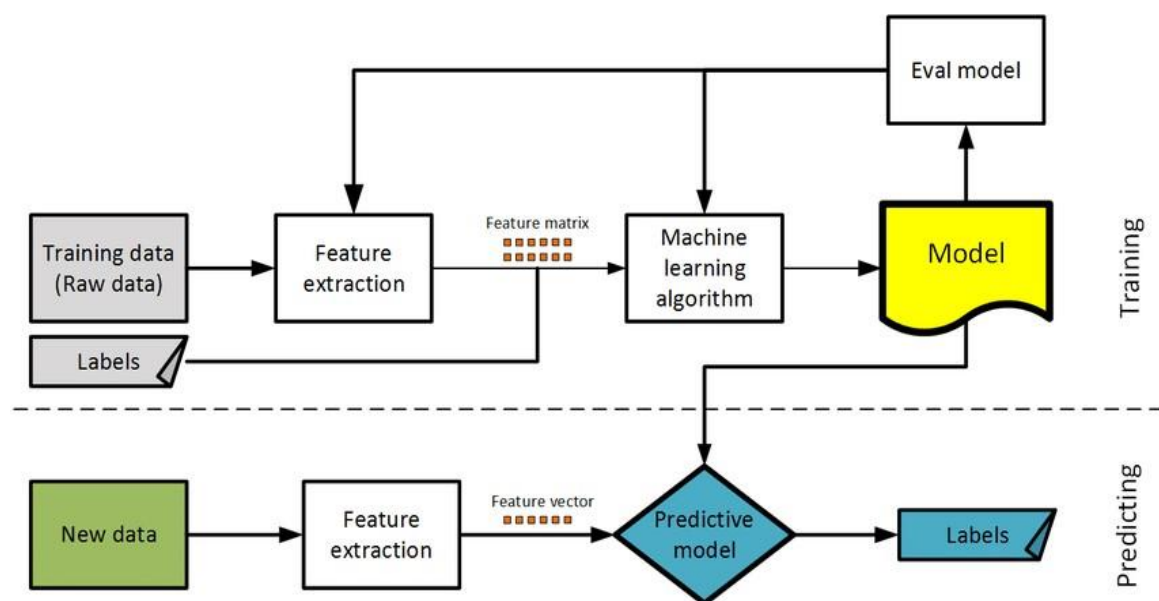 Eval model
Training data
(Raw data)
Feature
extraction
Feature matrix
Machine
learning
algorithm
Model
Training
Labels
New data
Feature
extraction
Feature vector
Predictive
model
Labels
Predicting